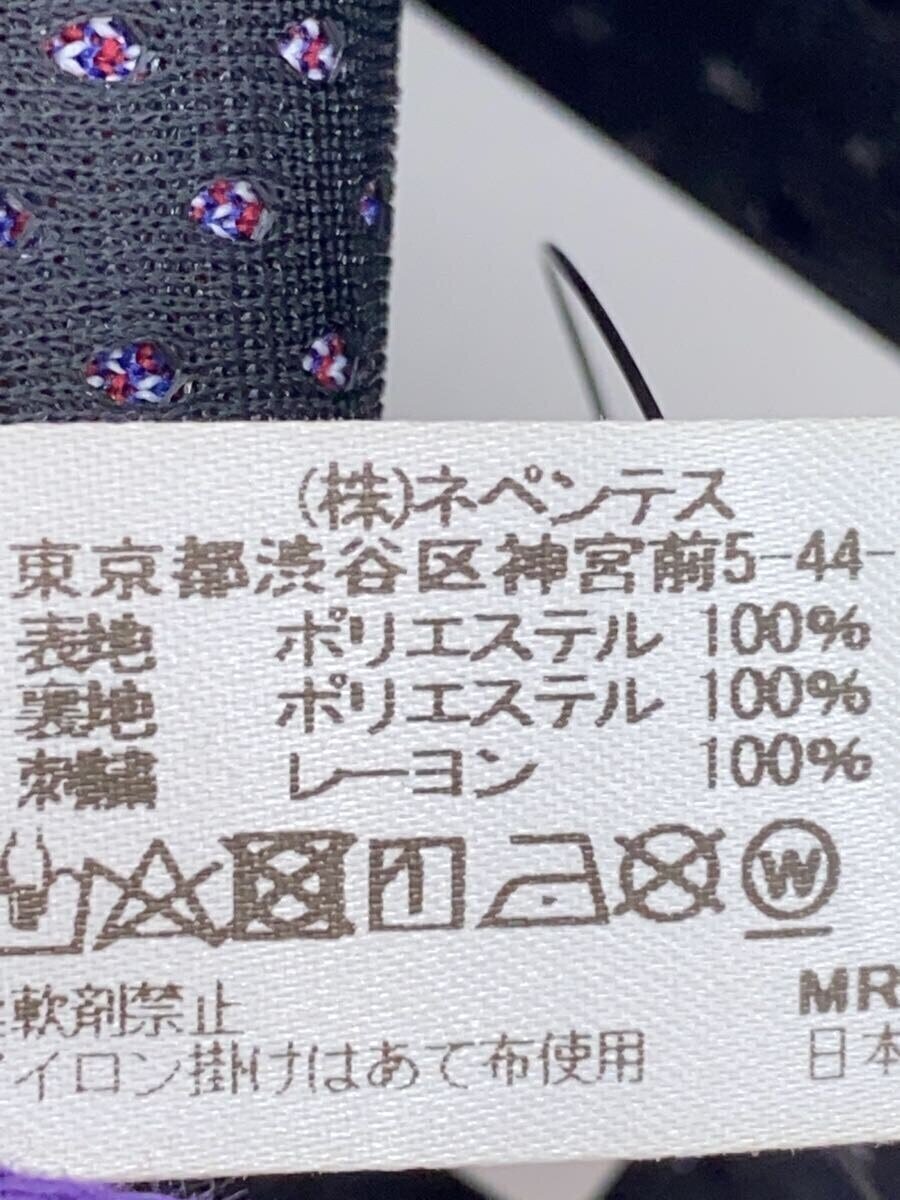 (株)ネペンテス
東京都渋谷区神宮前5-44-
表地 ポリエステル 100%
裏地 ポリエステル 100%
刺繍 レーヨン 100%
W
軟剤禁止 MR
イロン掛けはあて布使用 日本